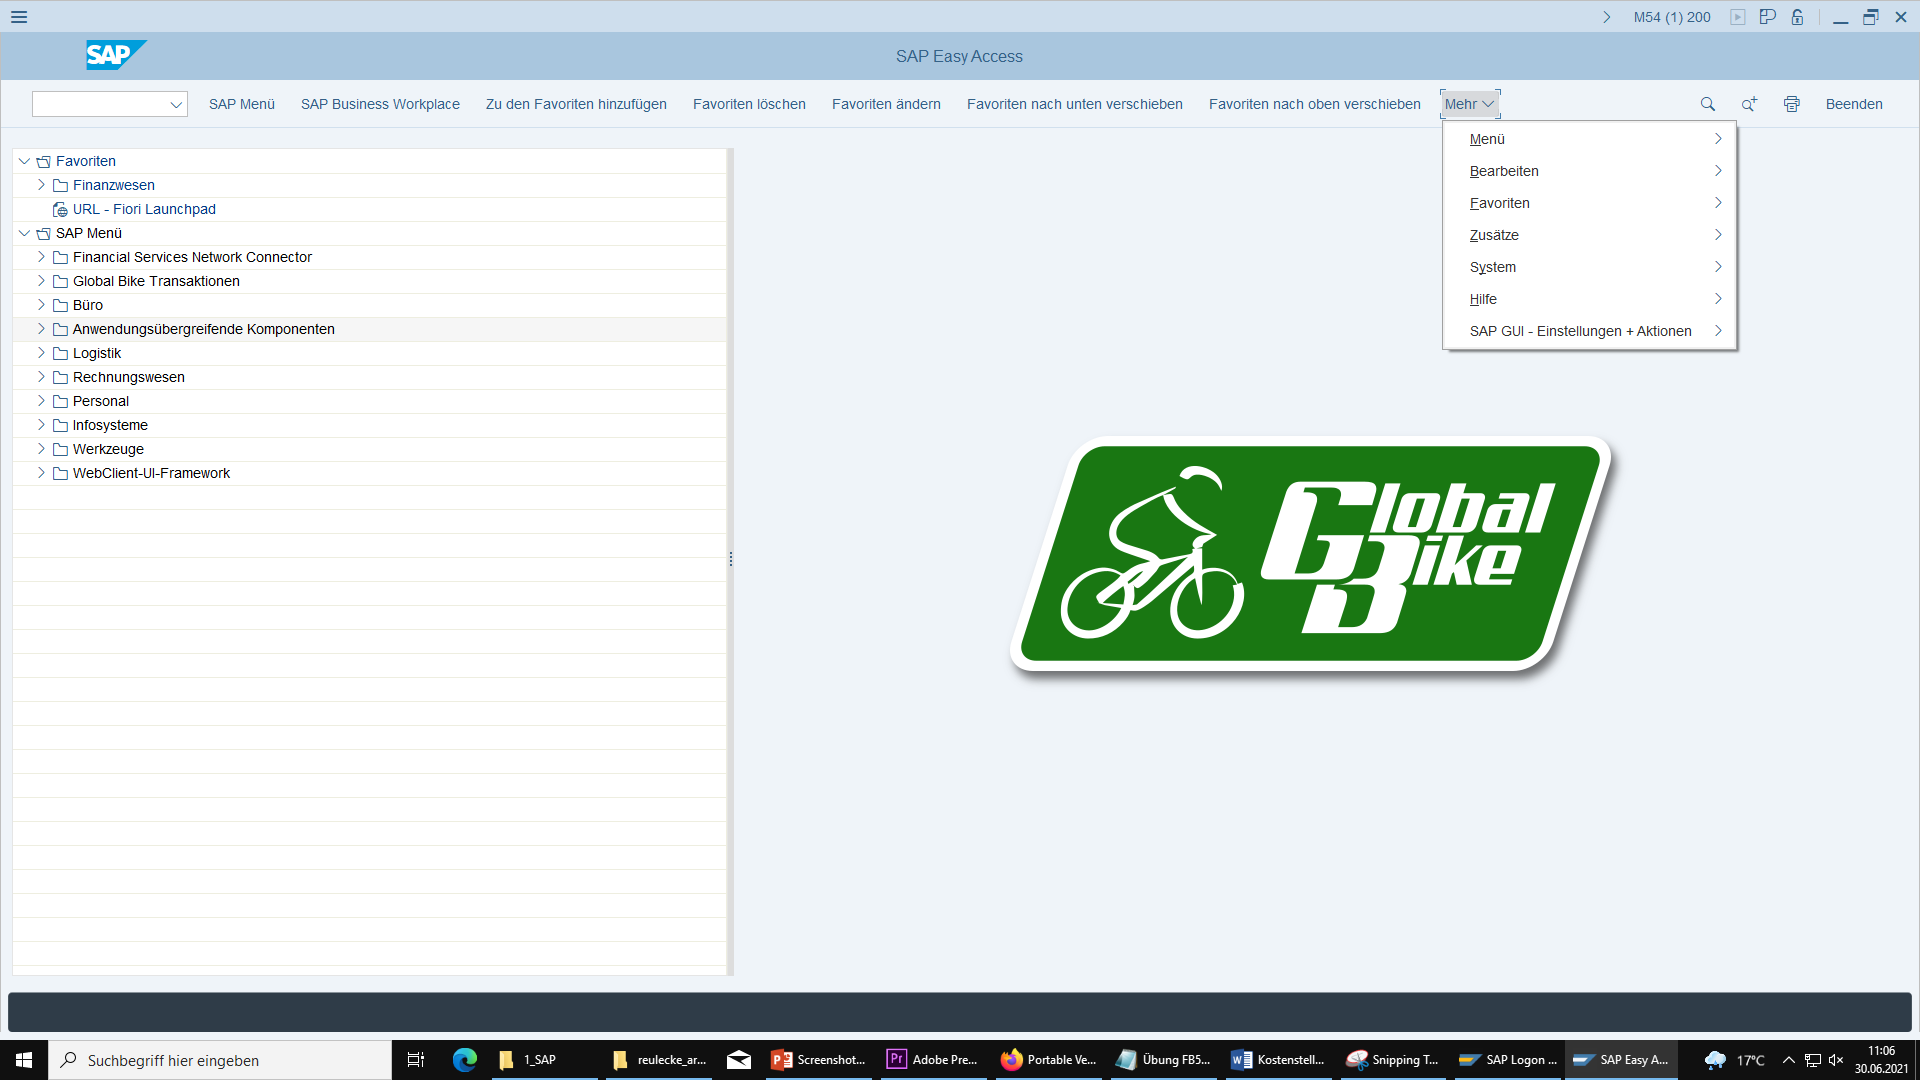 M54 (1) 200
SAP
SAP Easy Access
SAP Menü
SAP Business Workplace
Zu den Favoriten hinzufügen
Favoriten löschen
Favoriten ändern
Favoriten nach unten verschieben
Favoriten nach oben verschieben
Mehr
Beenden
Menü
Bearbeiten
Favoriten
Zusätze
System
Hilfe
SAP GUI - Einstellungen + Aktionen
Favoriten
Finanzwesen
URL - Fiori Launchpad
SAP Menü
Financial Services Network Connector
Global Bike Transaktionen
Büro
Anwendungsübergreifende Komponenten
Logistik
Rechnungswesen
Personal
Infosysteme
Werkzeuge
WebClient-UI-Framework
Global
Bike
Suchbegriff hier eingeben
1_SAP
reulecke_ar...
Screenshot...
Adobe Pre...
Portable Ve...
Übung FB5...
Kostenstell...
Snipping T...
SAP Logon ...
SAP Easy A...
17°C
11:06
30.06.2021